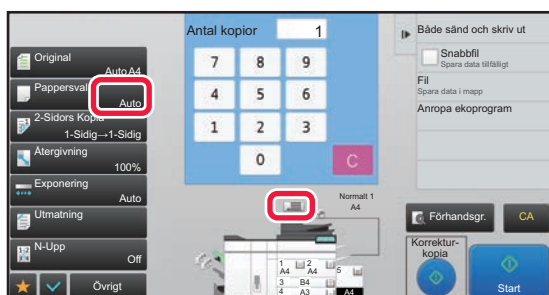 Original
Auto A4
Pappersval
Auto
2-Sidors Kopia
1-Sidig→1-Sidig
Återgivning
100%
Exponering
Auto
Utmatning
N-Upp
Off
Övrigt
Antal kopior 1
7 8 9
4 5 6
1 2 3
0 C
Normalt 1
A4
1 2
A4 A4 5
3 B4
4 A3 A4
Både sänd och skriv ut
Snabbfil
Spara data tillfälligt
Fil
Spara data i mapp
Anropa ekoprogram
Förhandsgr. CA
Korrektur-
kopia
Start